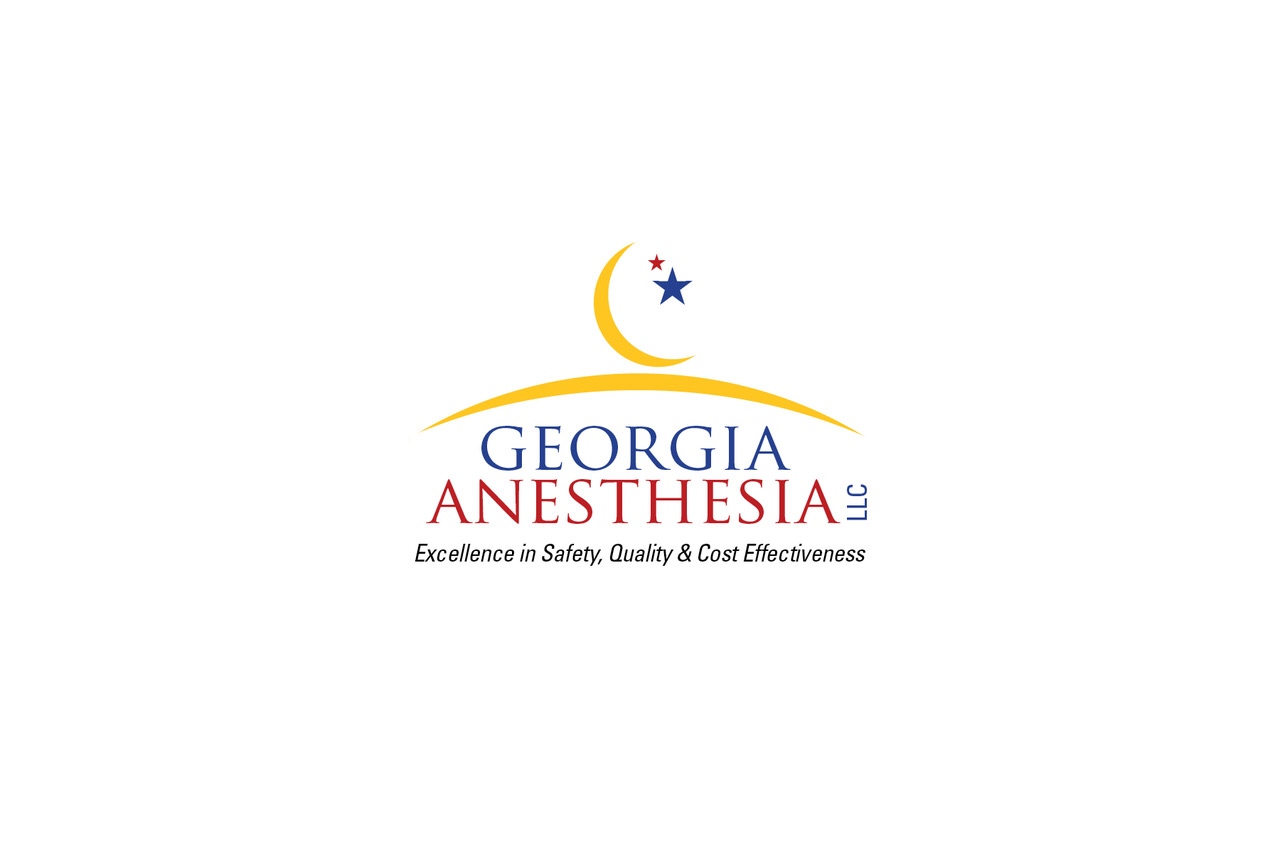 GEORGIA
ANESTHESIA LLC
Excellence in Safety, Quality & Cost Effectiveness